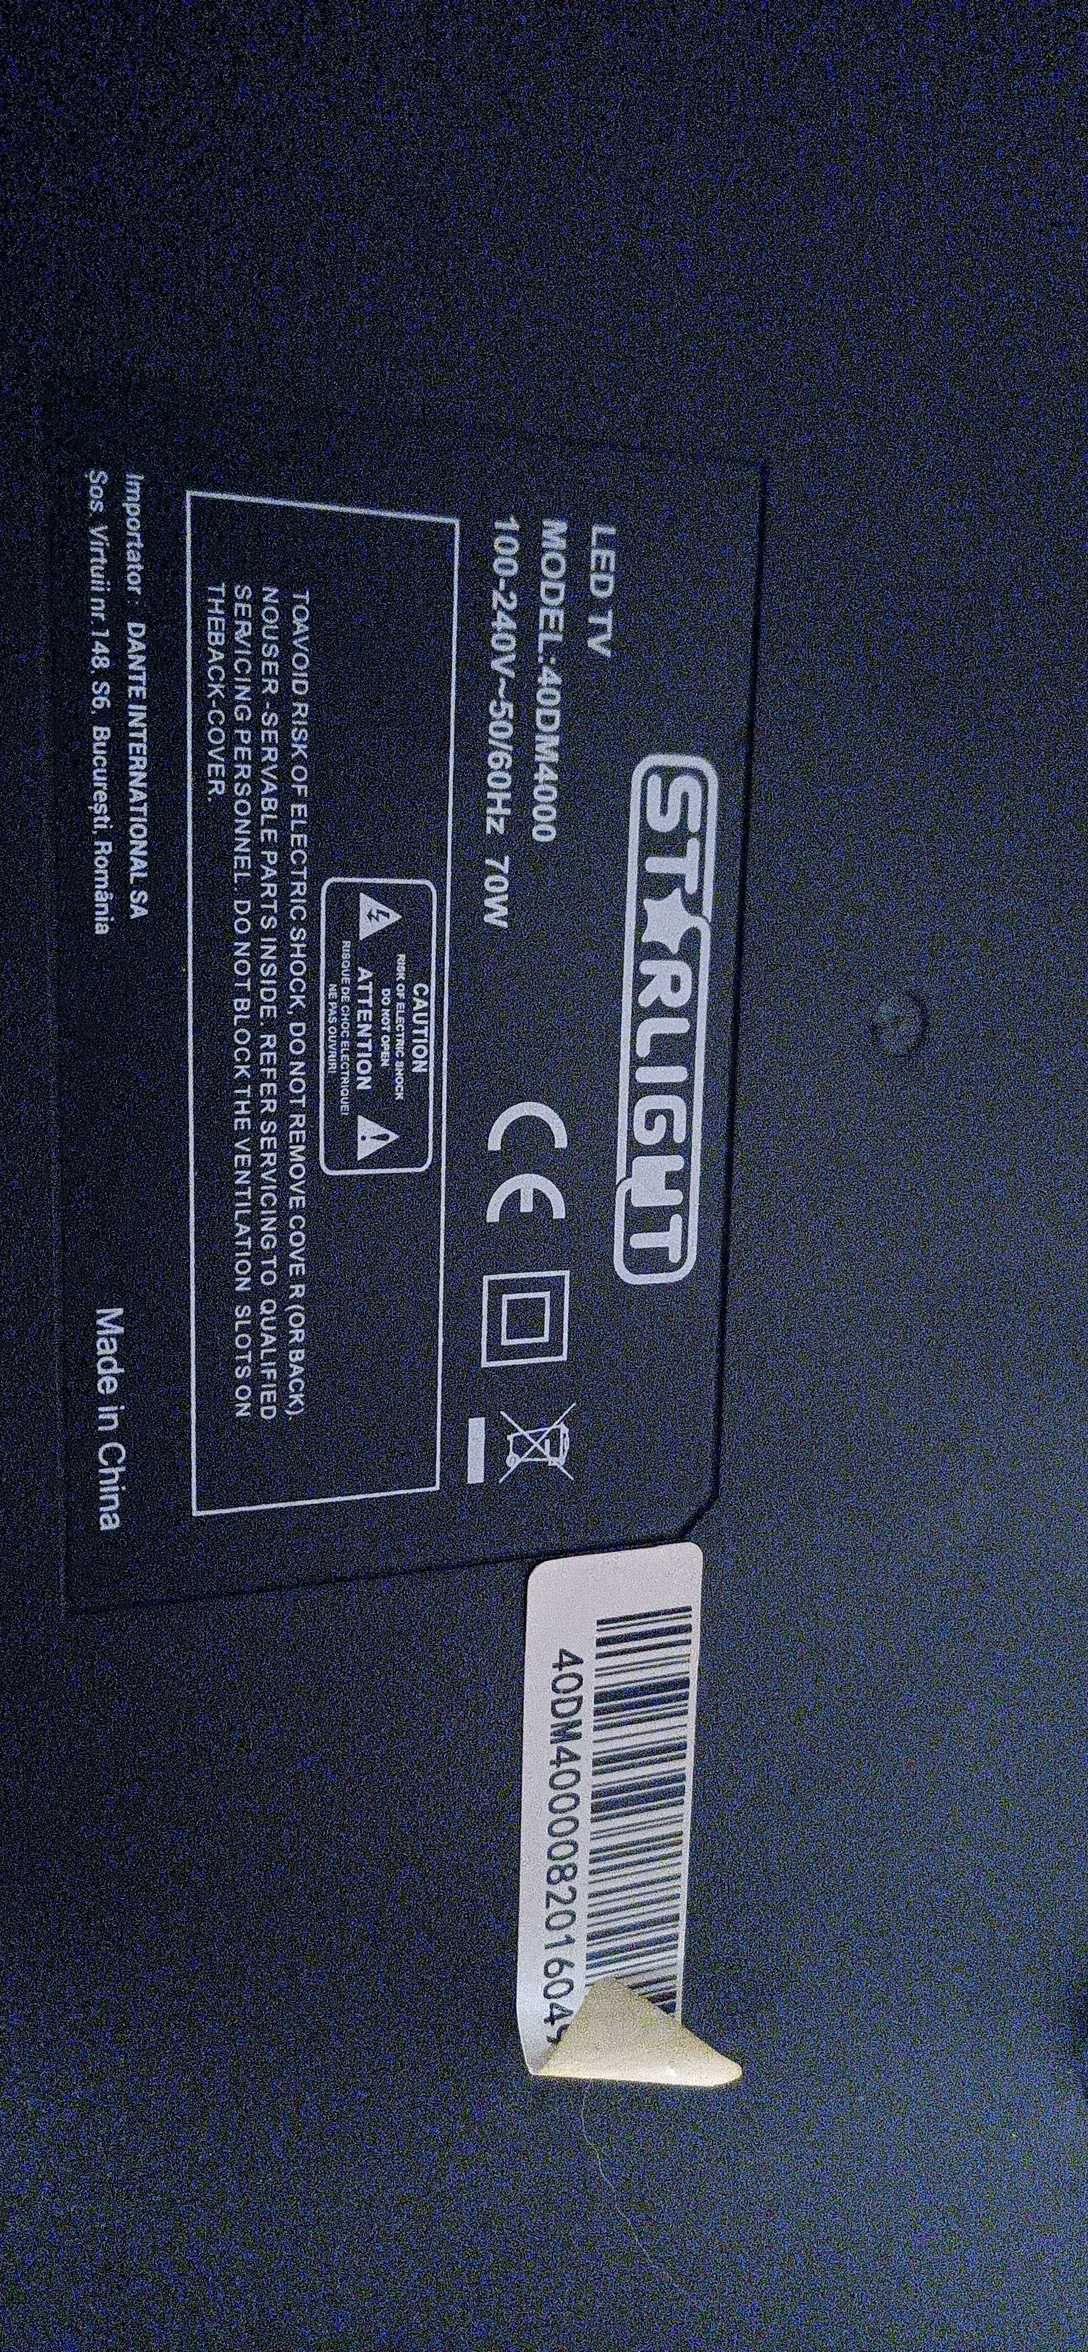 STARLIGHT
LED TV
MODEL:40DM4000
100-240V~50/60Hz 70W
CAUTION
RISK OF ELECTRIC SHOCK
DO NOT OPEN
ATTENTION
RISQUE DE CHOC ELECTRIQUE!
NE PAS OUVRIR!
TOAVOID RISK OF ELECTRIC SHOCK, DO NOT REMOVE COVE R (OR BACK).
NOUSER -SERVABLE PARTS INSIDE. REFER SERVICING TO QUALIFIED
SERVICING PERSONNEL. DO NOT BLOCK THE VENTILATION SLOTS ON
THEBACK-COVER.
Importator : DANTE INTERNATIONAL SA
Șos. Virtuii nr.148, S6, București, România
Made in China
40DM40000820160